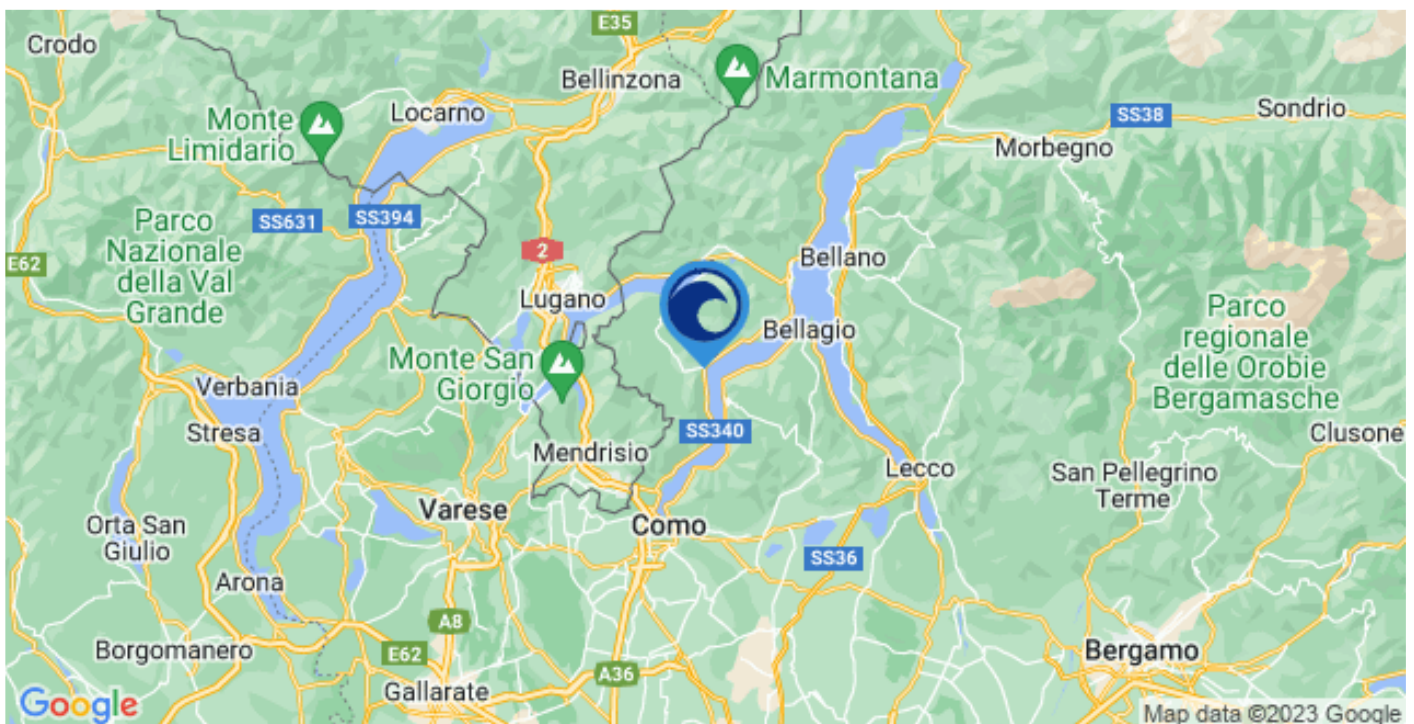 Crodo
E35
Bellinzona
Marmontana
Locarno
Monte
Limidario
SS38
Sondrio
Morbegno
SS631
SS394
Parco
Nazionale
della Val
Grande
E62
2
Bellano
Lugano
Bellagio
Parco
regionale
delle Orobie
Bergamasche
Monte San
Giorgio
Verbania
Stresa
SS340
Clusone
Mendrisio
Lecco
San Pellegrino
Terme
Varese
Como
Orta San
Giulio
SS36
Arona
A8
Borgomanero
E62
A36
Bergamo
Gallarate
Google
Map data ©2023 Google